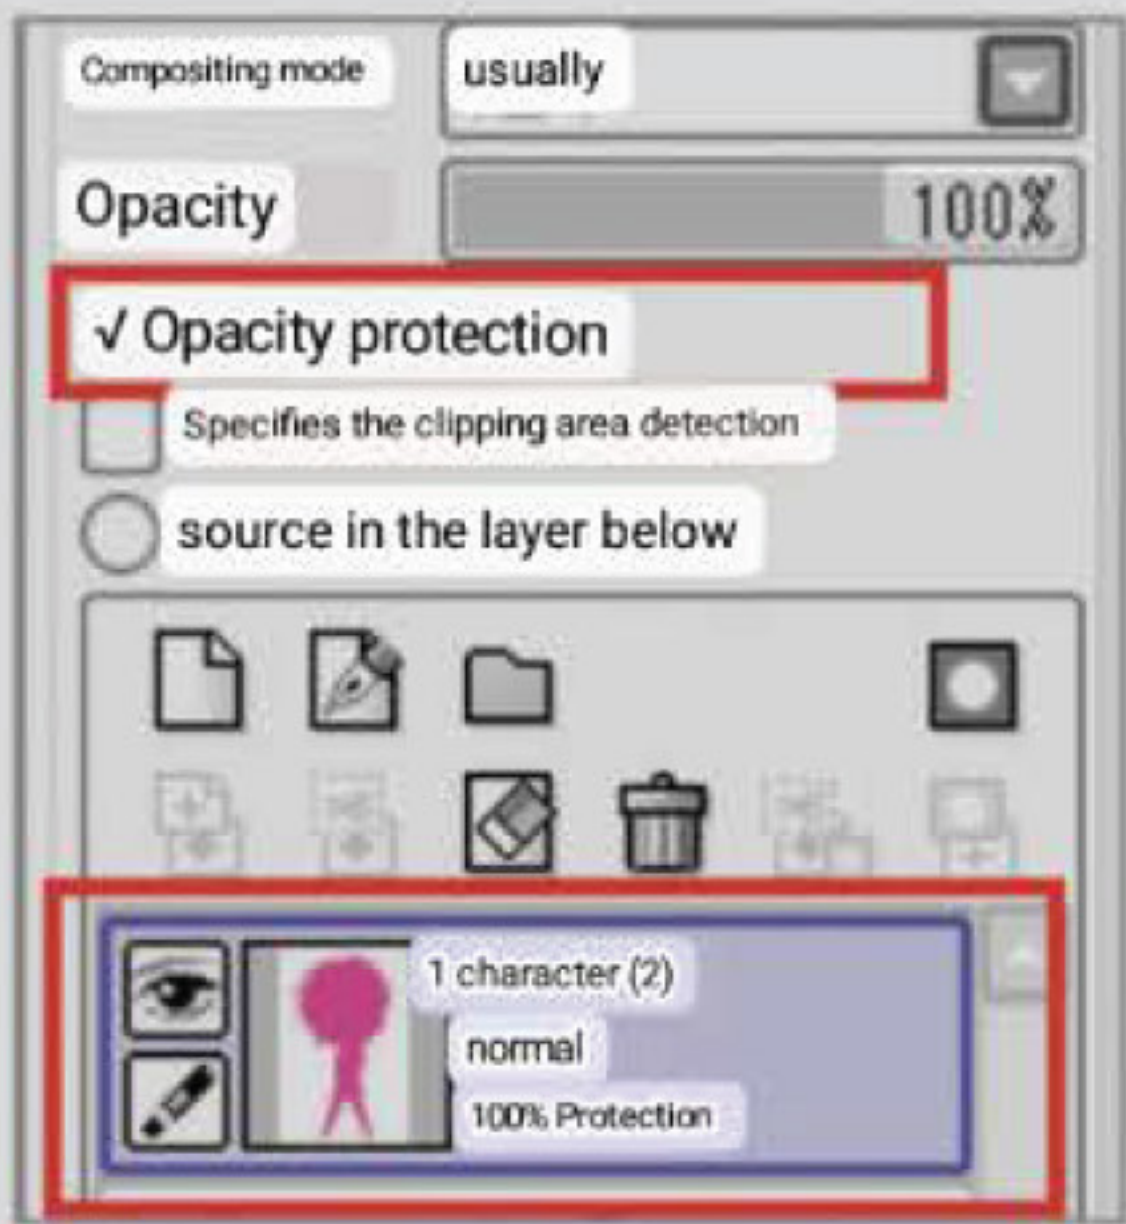 Compositing mode
usually
Opacity
100%
√ Opacity protection
Specifies the clipping area detection
source in the layer below
1 character (2)
normal
100% Protection